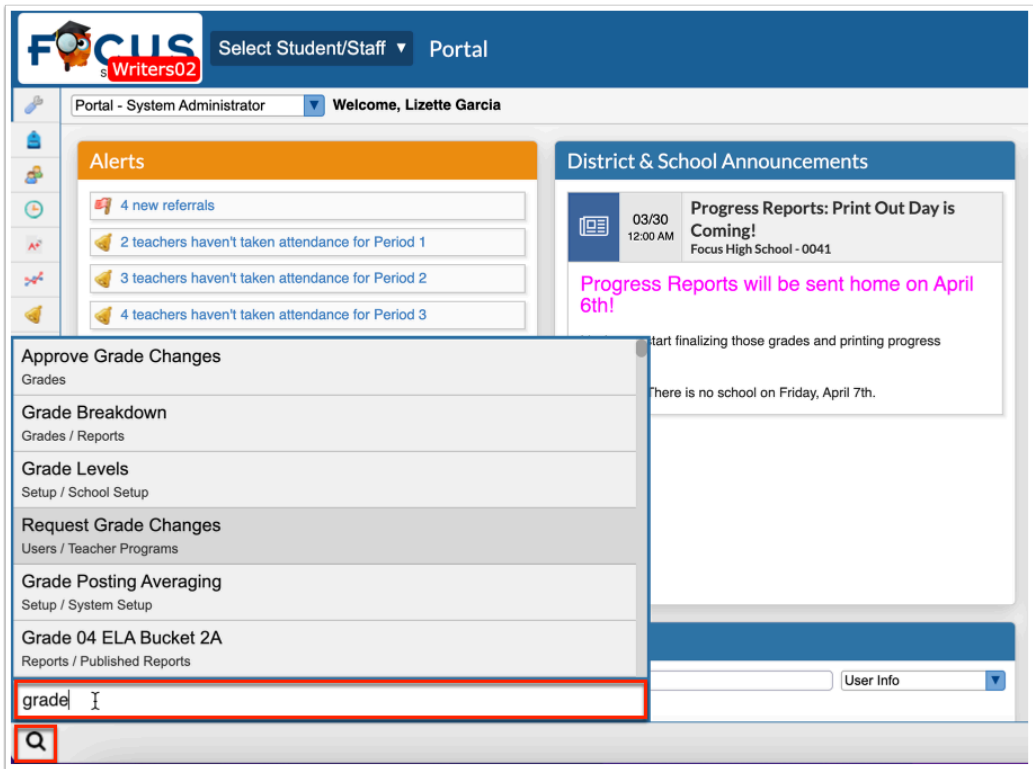 FOCUS
Writers02
Select Student/Staff
Portal
Portal - System Administrator
Welcome, Lizette Garcia
Alerts
4 new referrals
2 teachers haven't taken attendance for Period 1
3 teachers haven't taken attendance for Period 2
4 teachers haven't taken attendance for Period 3
District & School Announcements
03/30
12:00 AM
Progress Reports: Print Out Day is
Coming!
Focus High School - 0041
Progress Reports will be sent home on April
6th!
start finalizing those grades and printing progress
There is no school on Friday, April 7th.
Approve Grade Changes
Grades
Grade Breakdown
Grades / Reports
Grade Levels
Setup / School Setup
Request Grade Changes
Users / Teacher Programs
Grade Posting Averaging
Setup / System Setup
Grade 04 ELA Bucket 2A
Reports / Published Reports
User Info
grade